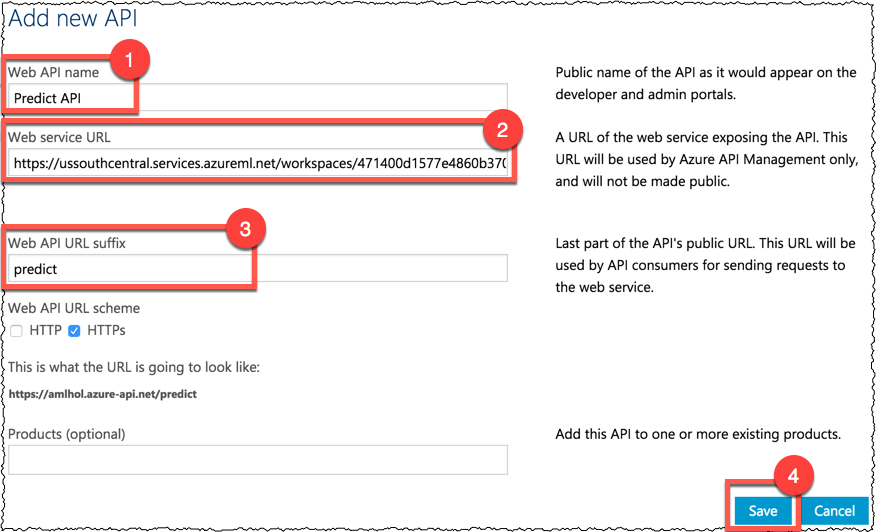 Add new API
1
Web API name
Predict API
Public name of the API as it would appear on the
developer and admin portals.
2
Web service URL
https://ussouthcentral.services.azureml.net/workspaces/471400d1577e4860b370
A URL of the web service exposing the API. This
URL will be used by Azure API Management only,
and will not be made public.
3
Web API URL suffix
predict
Last part of the API's public URL. This URL will be
used by API consumers for sending requests to
the web service.
Web API URL scheme
HTTP HTTPs
This is what the URL is going to look like:
https://amlhol.azure-api.net/predict
Products (optional)
Add this API to one or more existing products.
4
Save Cancel